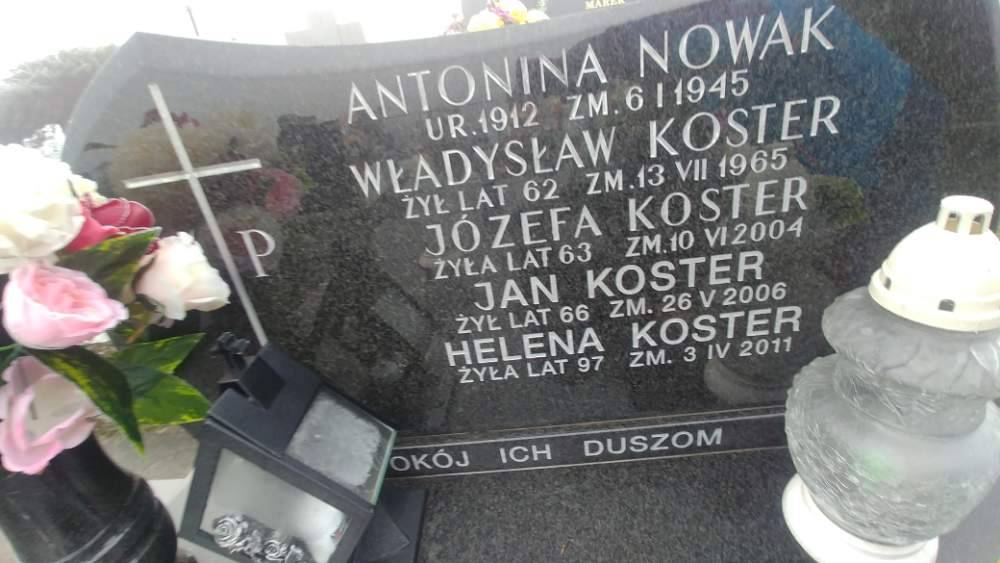 MAREK
ANTONINA NOWAK
UR. 1912 ZM. 6 I 1945
WŁADYSŁAW KOSTER
ŻYŁ LAT 62 ZM. 13 VII 1965
JÓZEFA KOSTER
ŻYŁA LAT 63 ZM. 10 VI 2004
JAN KOSTER
ŻYŁ LAT 66 ZM. 26 V 2006
HELENA KOSTER
ŻYŁA LAT 97 ZM. 3 IV 2011
P
OKÓJ ICH DUSZOM